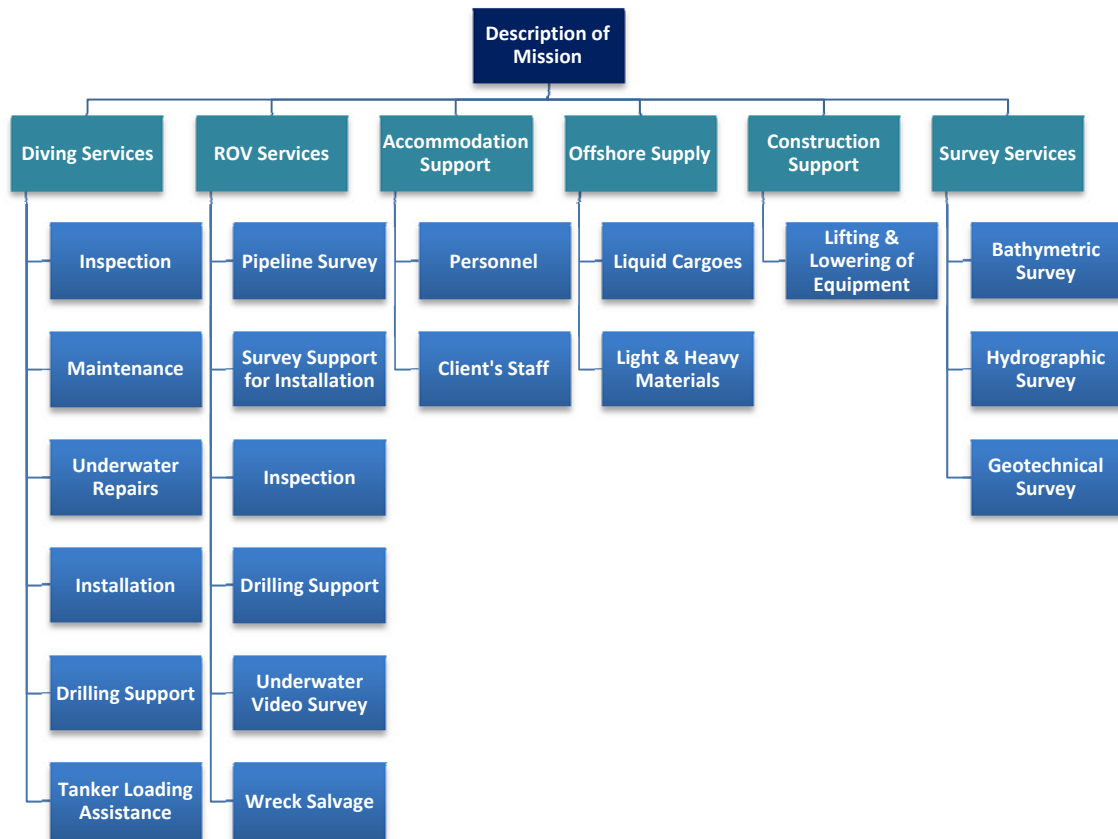 Description of
Mission
Diving Services
ROV Services
Accommodation
Support
Offshore Supply
Construction
Support
Survey Services
Inspection
Maintenance
Underwater
Repairs
Installation
Drilling Support
Tanker Loading
Assistance
Pipeline Survey
Survey Support
for Installation
Inspection
Drilling Support
Underwater
Video Survey
Wreck Salvage
Personnel
Client's Staff
Liquid Cargoes
Light & Heavy
Materials
Lifting &
Lowering of
Equipment
Bathymetric
Survey
Hydrographic
Survey
Geotechnical
Survey